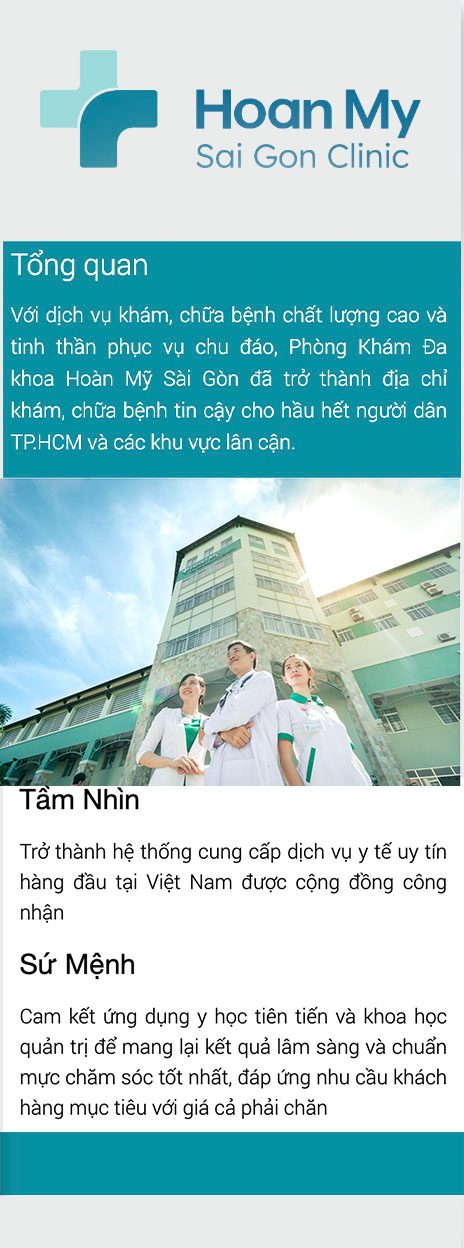 Hoan My
Sai Gon Clinic
Tổng quan
Với dịch vụ khám, chữa bệnh chất lượng cao và
tinh thần phục vụ chu đáo, Phòng Khám Đa
khoa Hoàn Mỹ Sài Gòn đã trở thành địa chỉ
khám, chữa bệnh tin cậy cho hầu hết người dân
TP.HCM và các khu vực lân cận.
Tầm Nhìn
Trở thành hệ thống cung cấp dịch vụ y tế uy tín
hàng đầu tại Việt Nam được cộng đồng công
nhận
Sứ Mệnh
Cam kết ứng dụng y học tiên tiến và khoa học
quản trị để mang lại kết quả lâm sàng và chuẩn
mực chăm sóc tốt nhất, đáp ứng nhu cầu khách
hàng mục tiêu với giá cả phải chăn